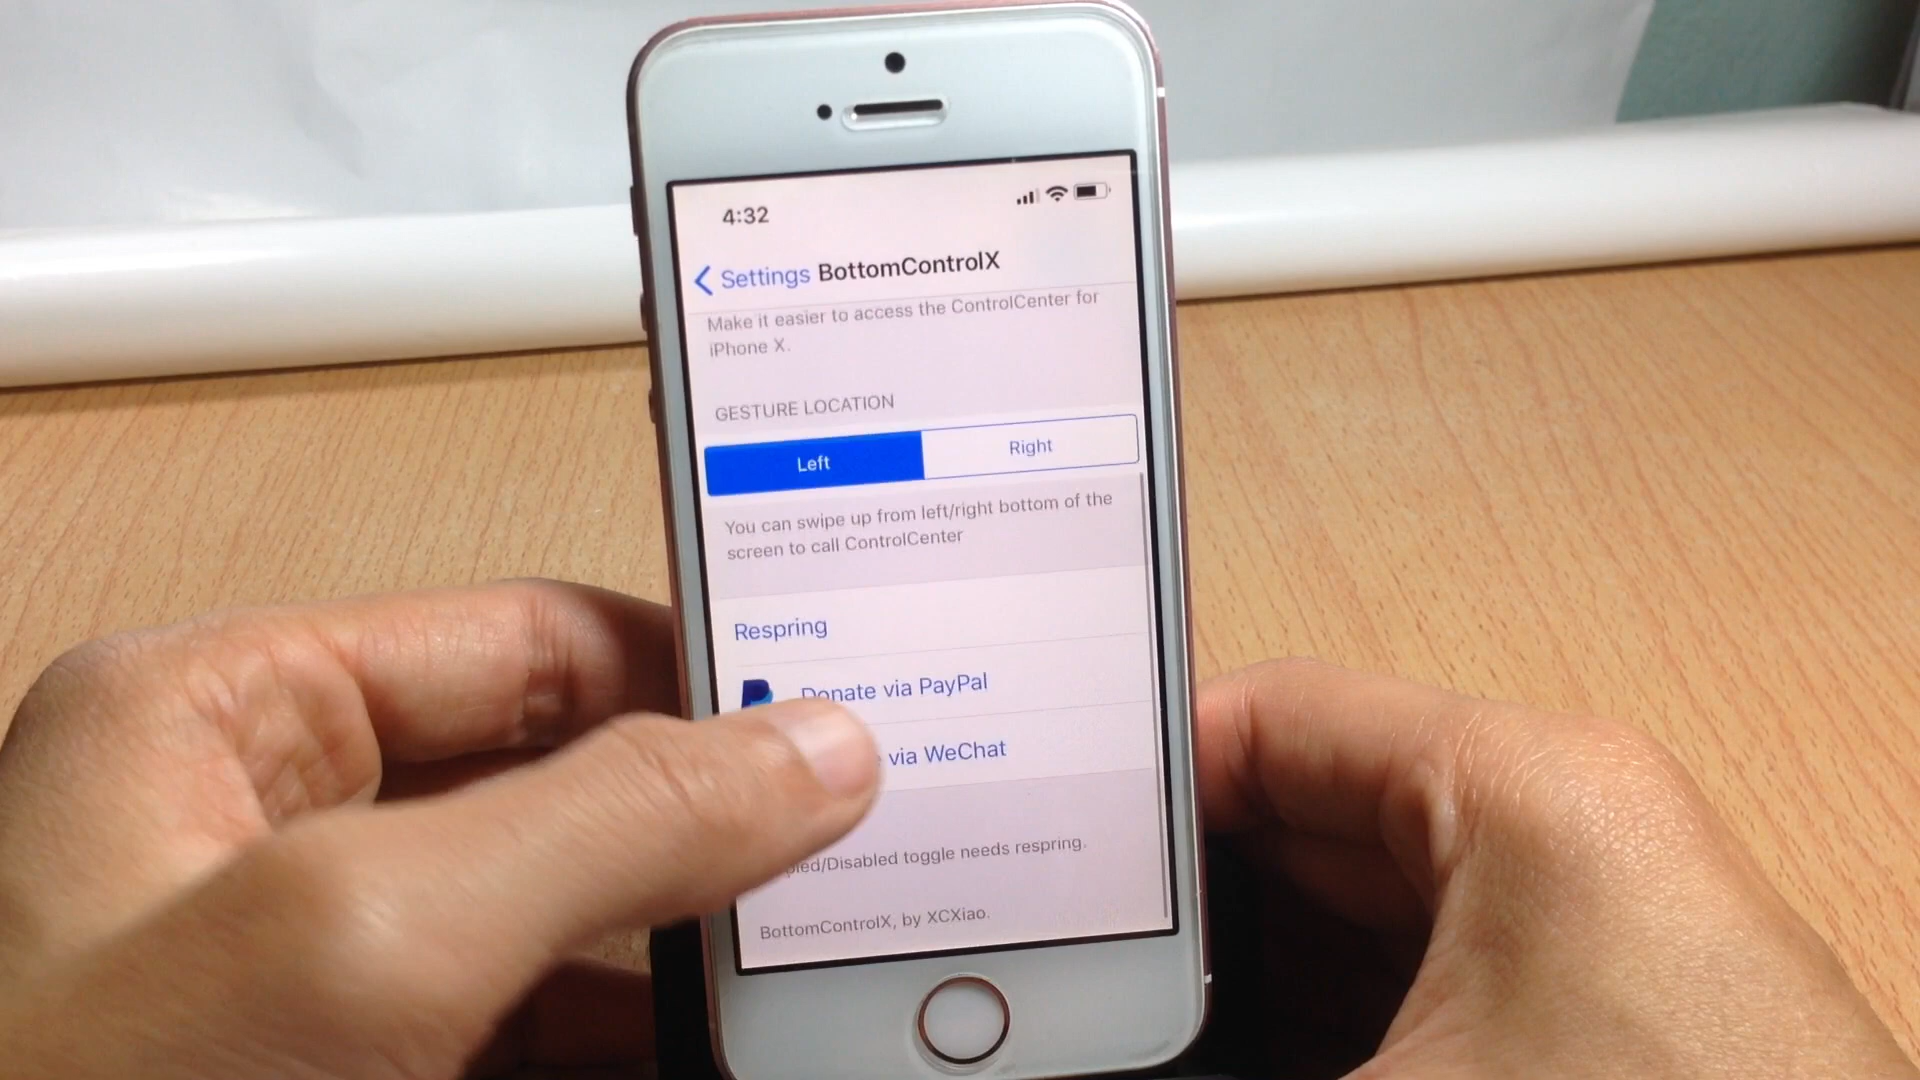 4:32
Settings BottomControlX
Make it easier to access the ControlCenter for
iPhone X.
GESTURE LOCATION
Left Right
You can swipe up from left/right bottom of the
screen to call ControlCenter
Respring
Donate via PayPal
via WeChat
/Disabled toggle needs respring.
BottomControlX, by XCXiao.